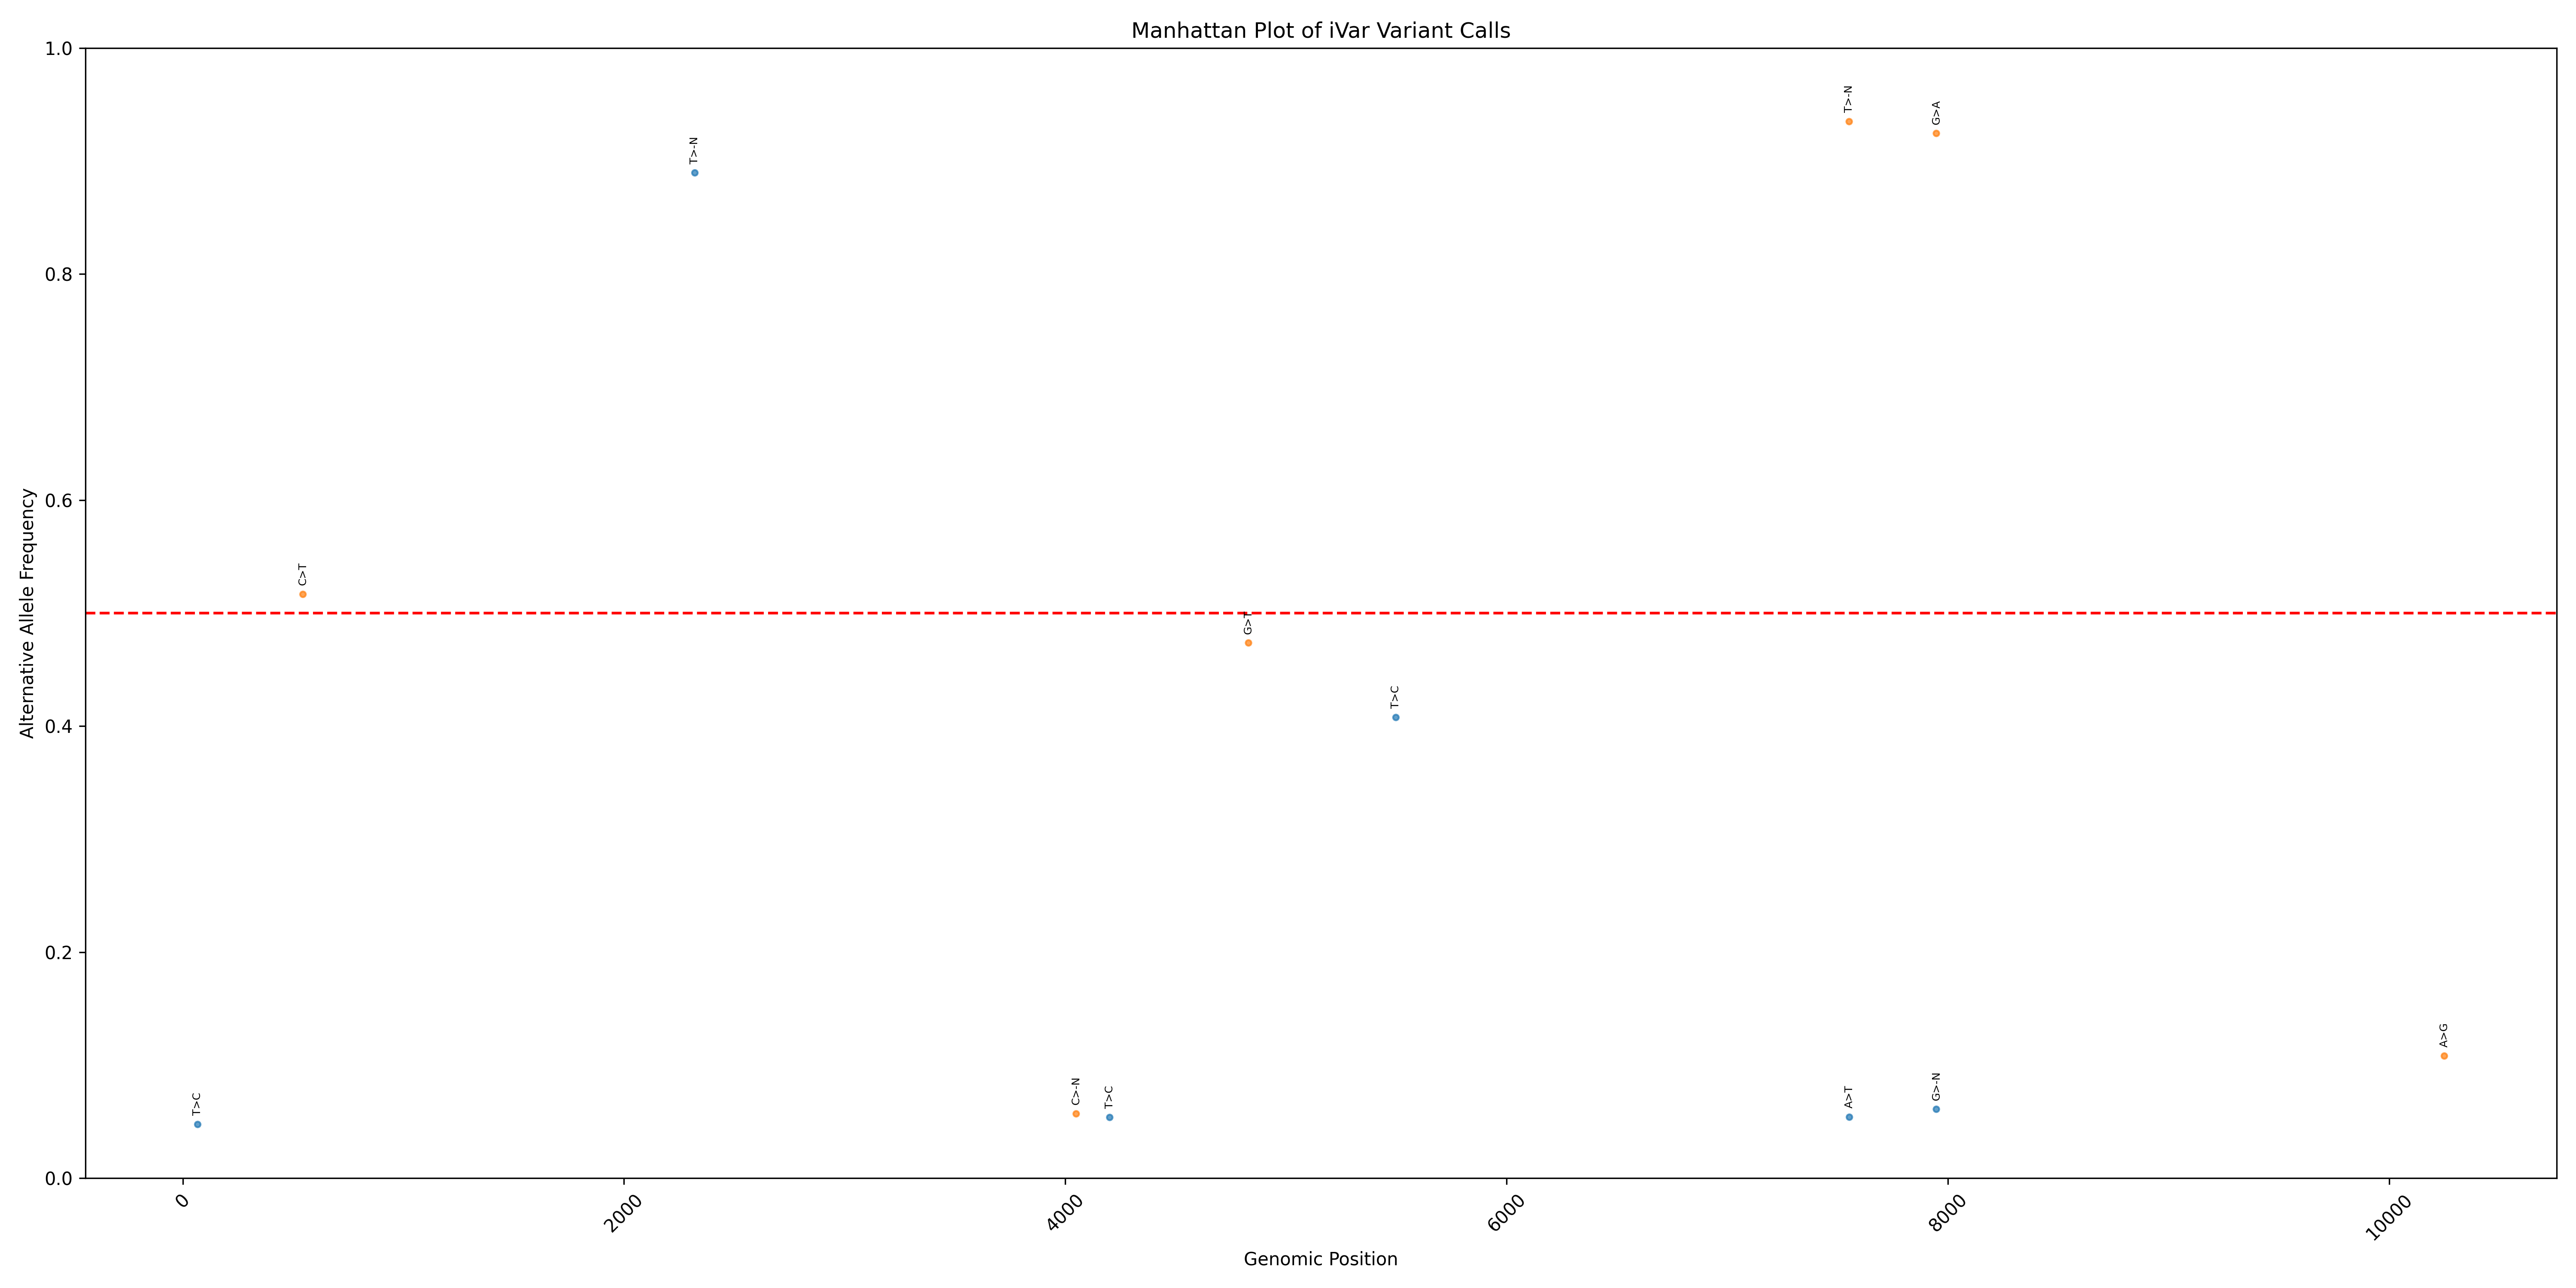 Manhattan Plot of iVar Variant Calls
1.0
T>-N
G>A
T>-N
0.8
0.6
C>T
G>T
T>C
0.4
Alternative Allele Frequency
0.2
A>G
C>-N
T>C
A>T
G>-N
T>C
0.0
0
2000
4000
6000
8000
10000
Genomic Position